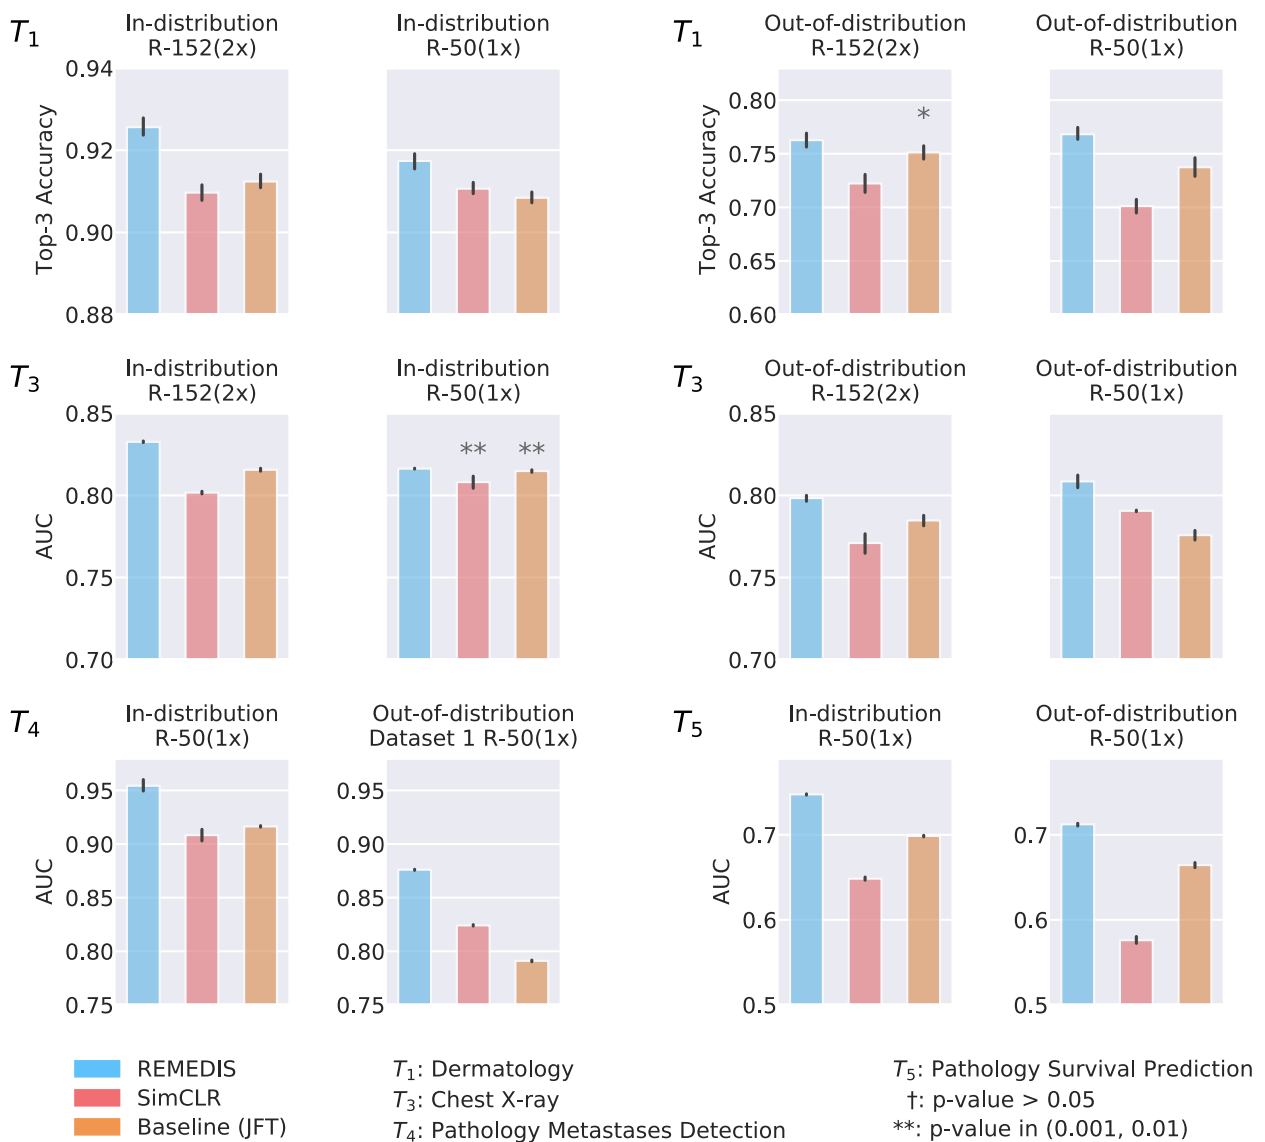 T1
In-distribution
R-152(2x)
In-distribution
R-50(1x)
T1
Out-of-distribution
R-152(2x)
Out-of-distribution
R-50(1x)
Top-3 Accuracy
0.94
0.92
0.90
0.88
Top-3 Accuracy
0.80
0.75
0.70
0.65
0.60
*
T3
In-distribution
R-152(2x)
In-distribution
R-50(1x)
T3
Out-of-distribution
R-152(2x)
Out-of-distribution
R-50(1x)
AUC
0.85
0.80
0.75
0.70
** **
AUC
0.85
0.80
0.75
0.70
T4
In-distribution
R-50(1x)
Out-of-distribution
Dataset 1 R-50(1x)
T5
In-distribution
R-50(1x)
Out-of-distribution
R-50(1x)
AUC
0.95
0.90
0.85
0.80
0.75
0.95
0.90
0.85
0.80
0.75
AUC
0.7
0.6
0.5
0.7
0.6
0.5
REMEDIS
SimCLR
Baseline (JFT)
T1: Dermatology
T3: Chest X-ray
T4: Pathology Metastases Detection
T5: Pathology Survival Prediction
†: p-value > 0.05
**: p-value in (0.001, 0.01)